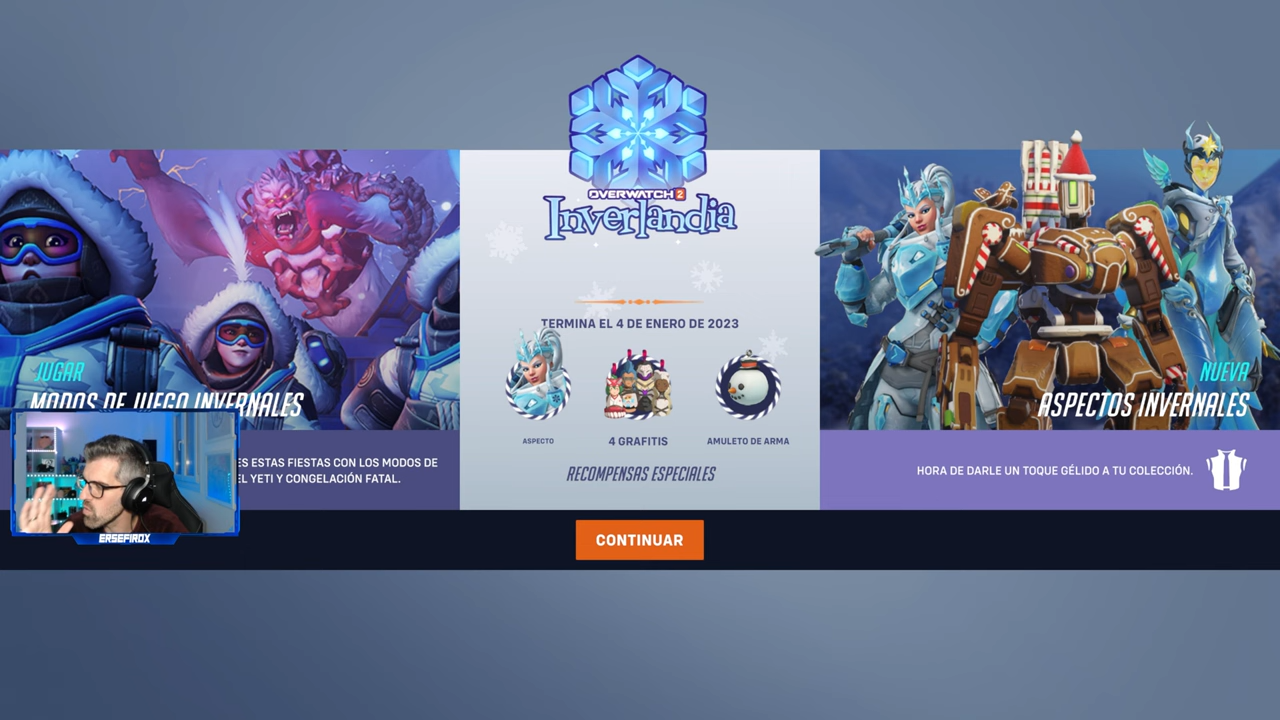 OVERWATCH 2
Inverlandia
TERMINA EL 4 DE ENERO DE 2023
ASPECTO
4 GRAFITIS
AMULETO DE ARMA
RECOMPENSAS ESPECIALES
JUGAR
MODOS DE JUEGO INVERNALES
ES ESTAS FIESTAS CON LOS MODOS DE
EL YETI Y CONGELACIÓN FATAL.
NUEVA
ASPECTOS INVERNALES
HORA DE DARLE UN TOQUE GÉLIDO A TU COLECCIÓN.
ERSEFIROX
CONTINUAR